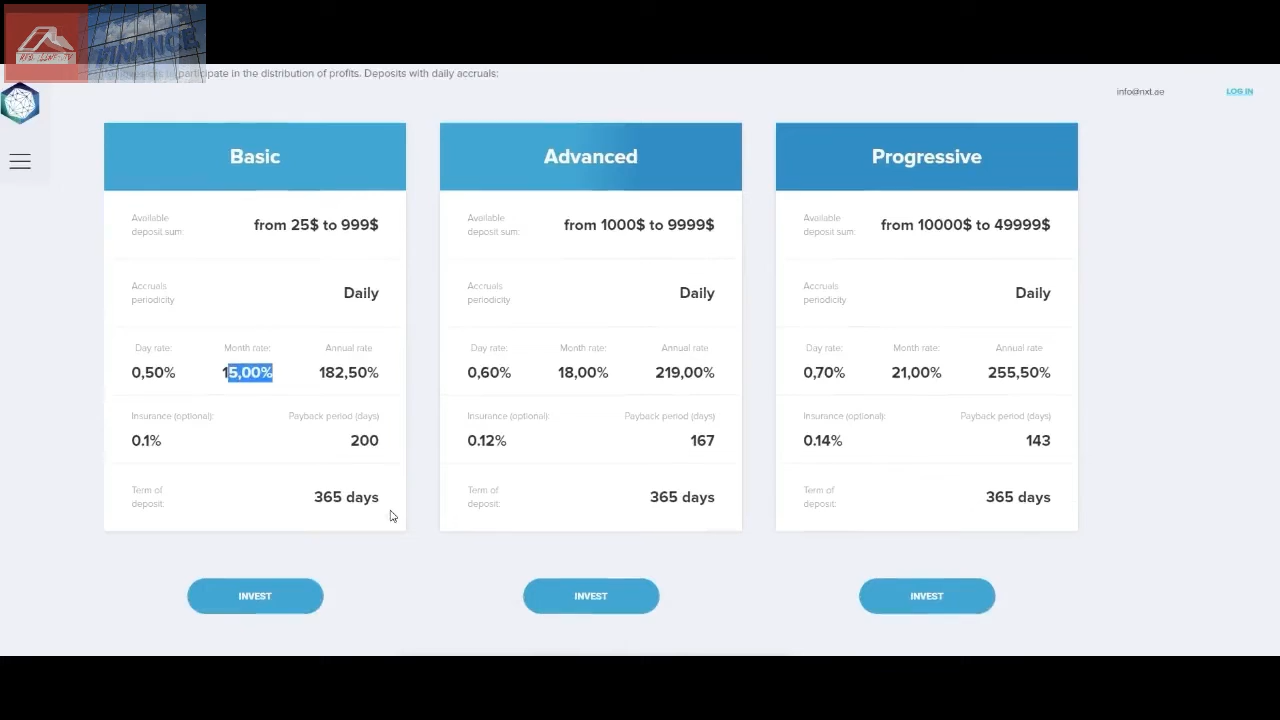 FINANCE
participate in the distribution of profits. Deposits with daily accruals:
info@nxt.ae
LOG IN
Basic
Available
deposit sum:
from 25$ to 999$
Accruals
periodicity
Daily
Day rate:
Month rate:
Annual rate
0,50%
15,00%
182,50%
Insurance (optional):
Payback period (days)
0.1%
200
Term of
deposit:
365 days
INVEST
Advanced
Available
deposit sum:
from 1000$ to 9999$
Accruals
periodicity
Daily
Day rate:
Month rate:
Annual rate
0,60%
18,00%
219,00%
Insurance (optional):
Payback period (days)
0.12%
167
Term of
deposit:
365 days
INVEST
Progressive
Available
deposit sum:
from 10000$ to 49999$
Accruals
periodicity
Daily
Day rate:
Month rate:
Annual rate
0,70%
21,00%
255,50%
Insurance (optional):
Payback period (days)
0.14%
143
Term of
deposit:
365 days
INVEST